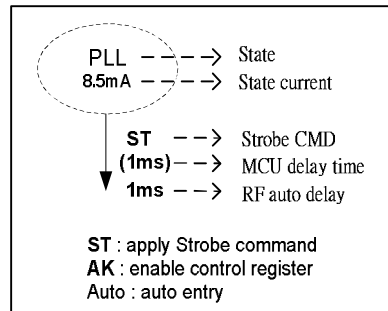 PLL State
8.5mA State current
ST Strobe CMD
(1ms) MCU delay time
1ms RF auto delay
ST : apply Strobe command
AK : enable control register
Auto : auto entry